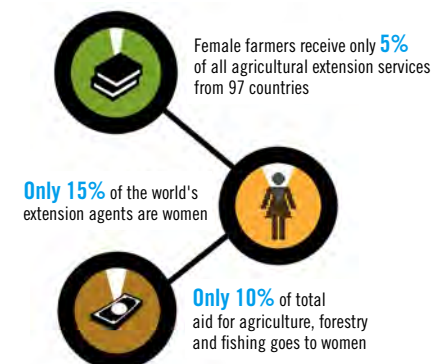 Female farmers receive only 5%
of all agricultural extension services
from 97 countries
Only 15% of the world's
extension agents are women
Only 10% of total
aid for agriculture, forestry
and fishing goes to women